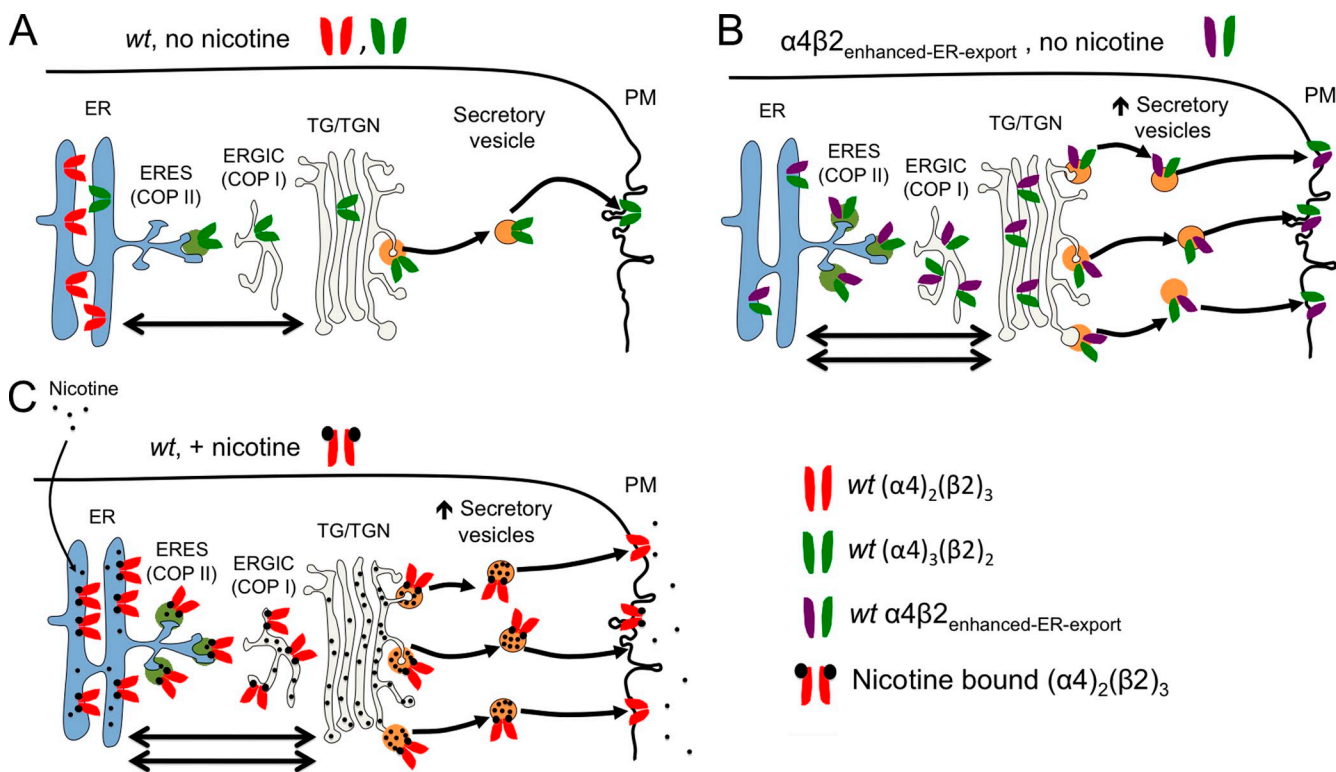 A
wt, no nicotine ,
ER
ERES
(COP II)
ERGIC
(COP I)
TG/TGN
Secretory
vesicle
PM
B
α4β2enhanced-ER-export , no nicotine
ER
ERES
(COP II)
ERGIC
(COP I)
TG/TGN
↑ Secretory
vesicles
PM
C
Nicotine
wt, + nicotine
ER
ERES
(COP II)
ERGIC
(COP I)
TG/TGN
↑ Secretory
vesicles
PM
wt (α4)2(β2)3
wt (α4)3(β2)2
wt α4β2enhanced-ER-export
Nicotine bound (α4)2(β2)3